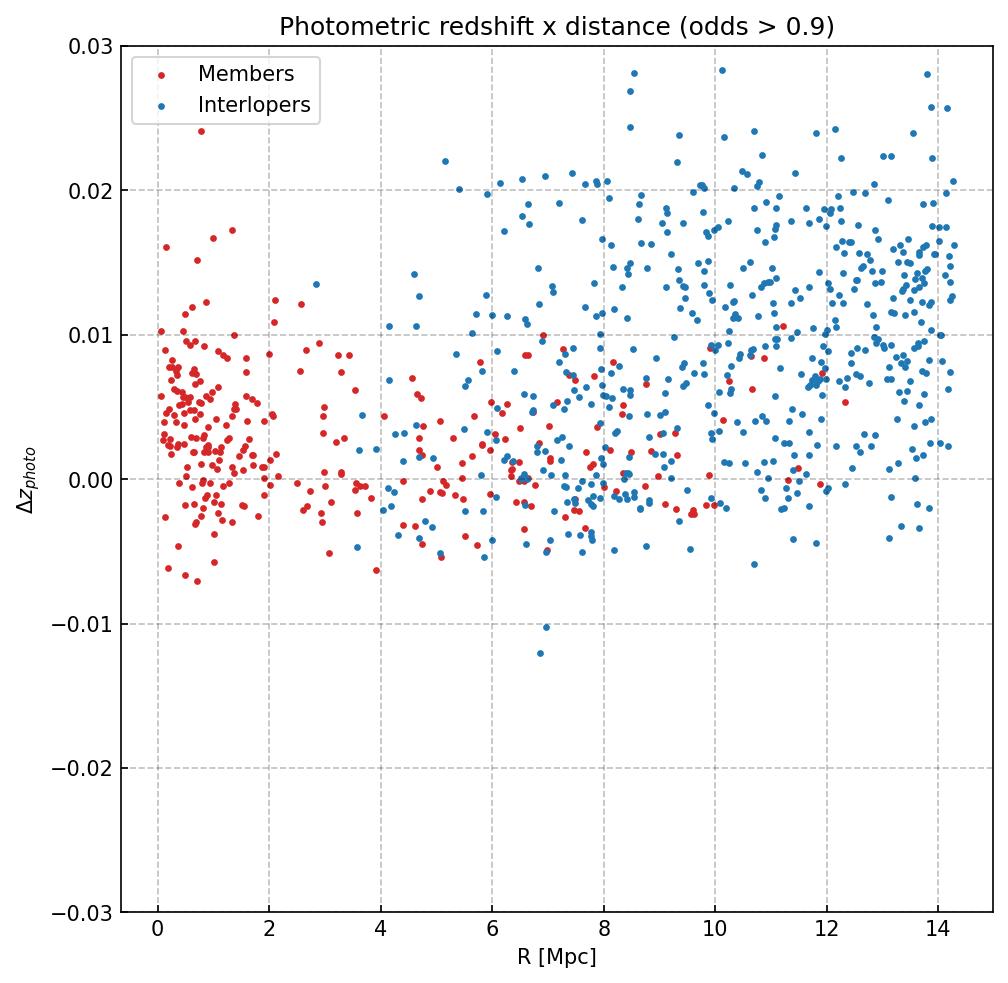 Photometric redshift x distance (odds > 0.9)
Members
Interlopers
0.03
0.02
0.01
0.00
−0.01
−0.02
−0.03
Δz_photo
0 2 4 6 8 10 12 14
R [Mpc]